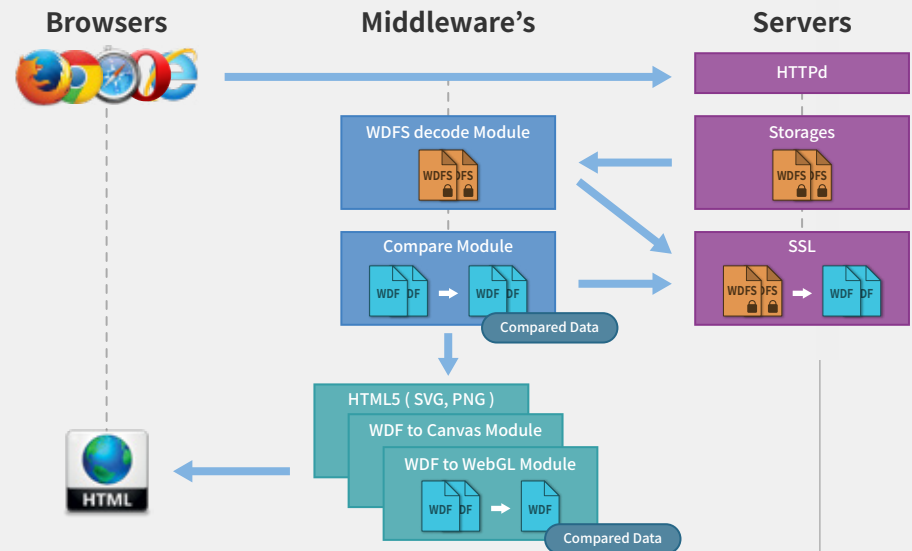 Browsers
Middleware's
Servers
HTTPd
WDFS decode Module
WDFS
DFS
Storages
WDFS
DFS
Compare Module
WDF
DF
WDF
DF
Compared Data
SSL
WDFS
DFS
WDF
DF
HTML5 ( SVG, PNG )
WDF to Canvas Module
WDF to WebGL Module
WDF
DF
WDF
Compared Data
HTML